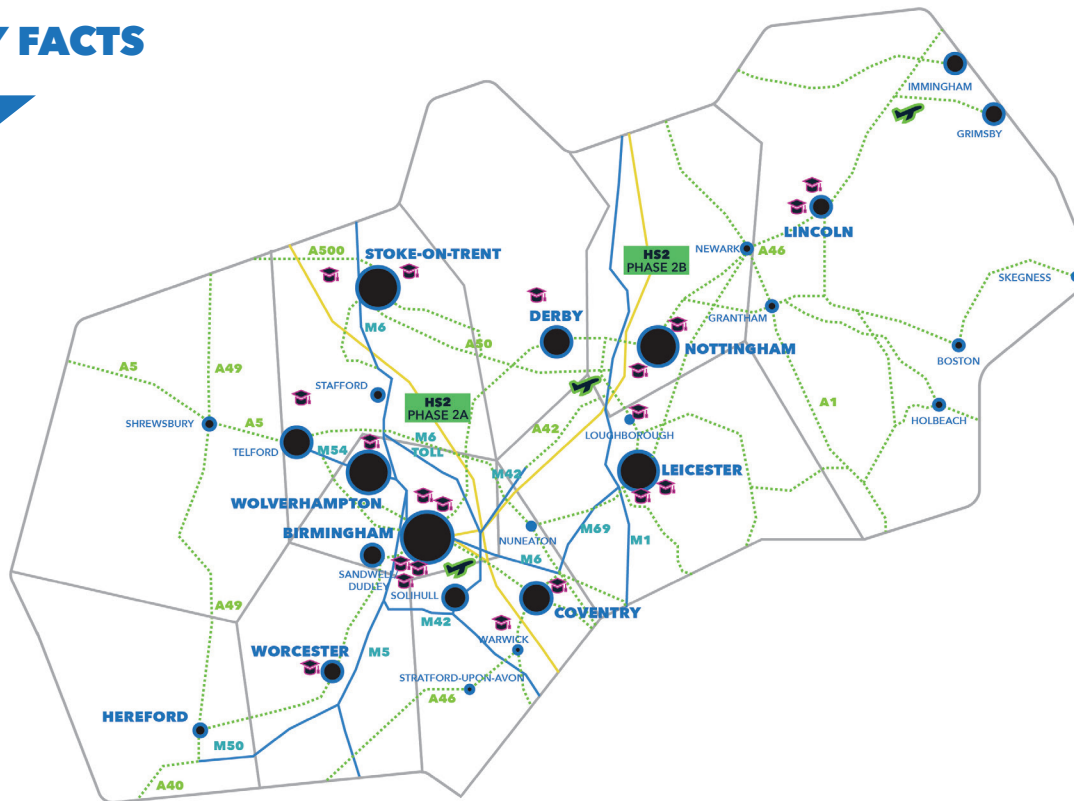 Y FACTS
IMMINGHAM
GRIMSBY
LINCOLN
A500
STOKE-ON-TRENT
HS2
PHASE 2B
NEWARK
A46
SKEGNESS
DERBY
GRANTHAM
M6
A50
NOTTINGHAM
BOSTON
A5
A49
STAFFORD
HS2
PHASE 2A
A1
HOLBEACH
SHREWSBURY
A5
TELFORD
M54
M6
TOLL
A42
LOUGHBOROUGH
M42
LEICESTER
WOLVERHAMPTON
BIRMINGHAM
NUNEATON
M69
M1
SANDWELL/
DUDLEY
SOLIHULL
M6
COVENTRY
A49
M42
WARWICK
WORCESTER
M5
STRATFORD-UPON-AVON
A46
HEREFORD
M50
A40